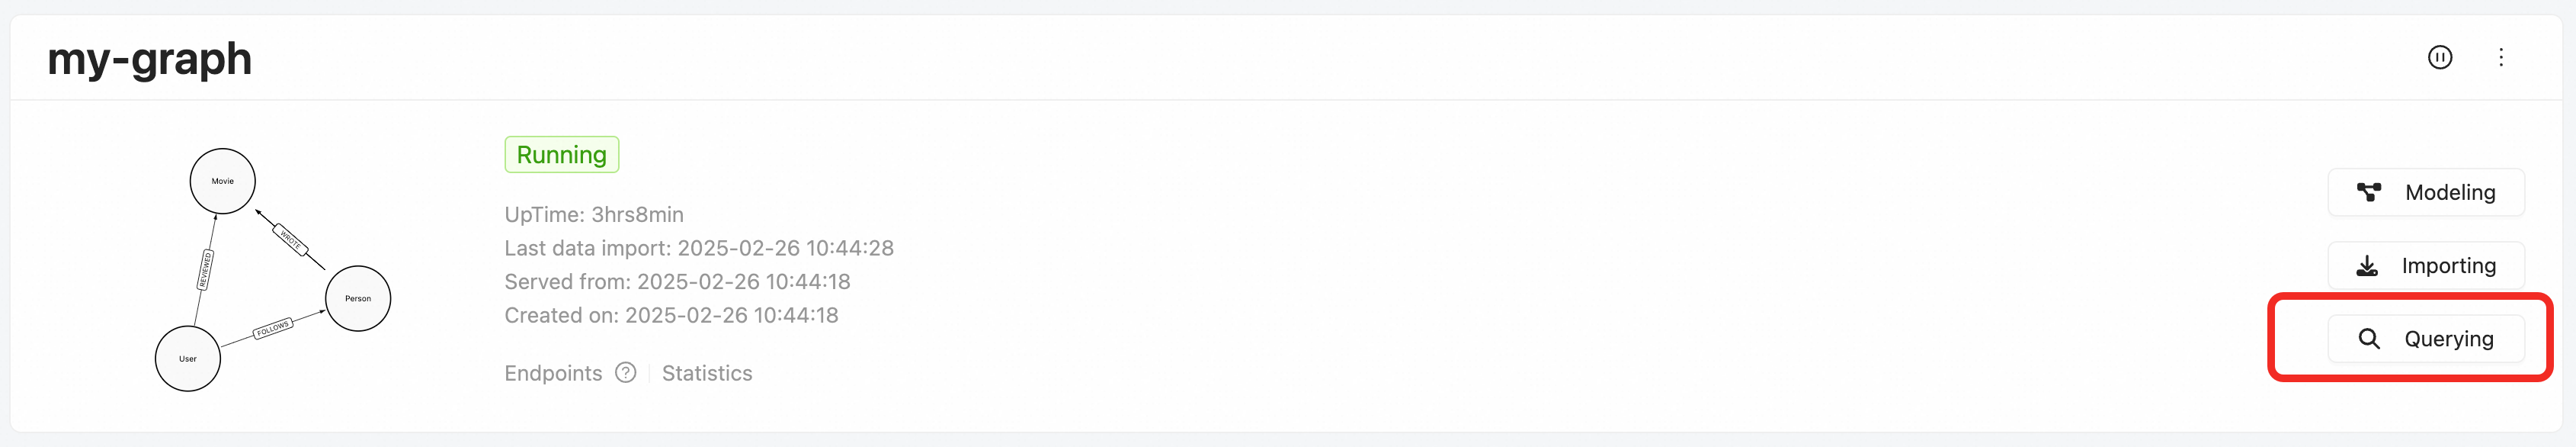 my-graph
Movie
WROTE
REVIEWED
Person
FOLLOWS
User
Running
UpTime: 3hrs8min
Last data import: 2025-02-26 10:44:28
Served from: 2025-02-26 10:44:18
Created on: 2025-02-26 10:44:18
Endpoints ? Statistics
Modeling
Importing
Querying